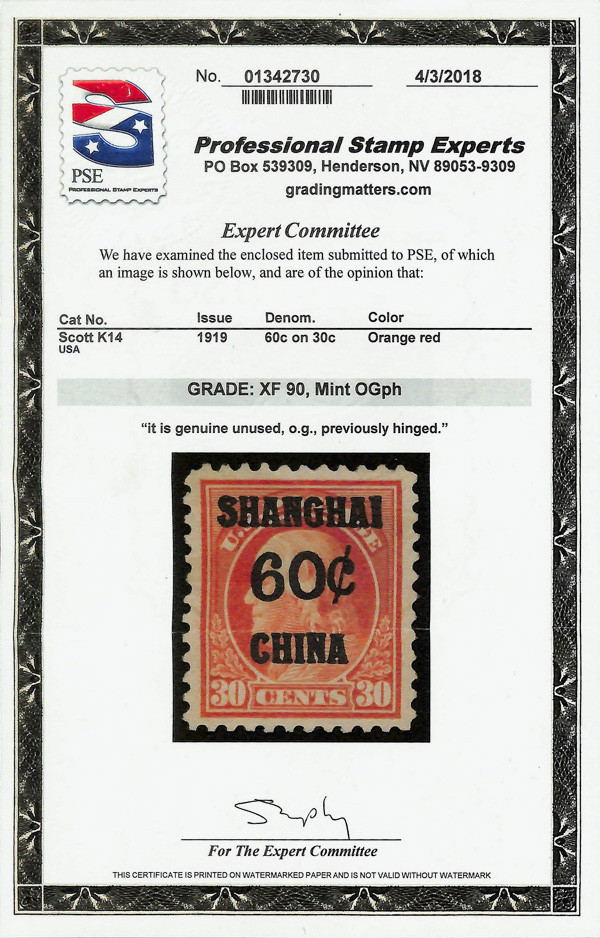 No. 01342730 4/3/2018
PSE
PROFESSIONAL STAMP EXPERTS
Professional Stamp Experts
PO Box 539309, Henderson, NV 89053-9309
gradingmatters.com
Expert Committee
We have examined the enclosed item submitted to PSE, of which
an image is shown below, and are of the opinion that:
Cat No. Issue Denom. Color
Scott K14 1919 60c on 30c Orange red
USA
GRADE: XF 90, Mint OGph
“it is genuine unused, o.g., previously hinged.”
SHANGHAI
60¢
CHINA
30 CENTS 30
For The Expert Committee
THIS CERTIFICATE IS PRINTED ON WATERMARKED PAPER AND IS NOT VALID WITHOUT WATERMARK